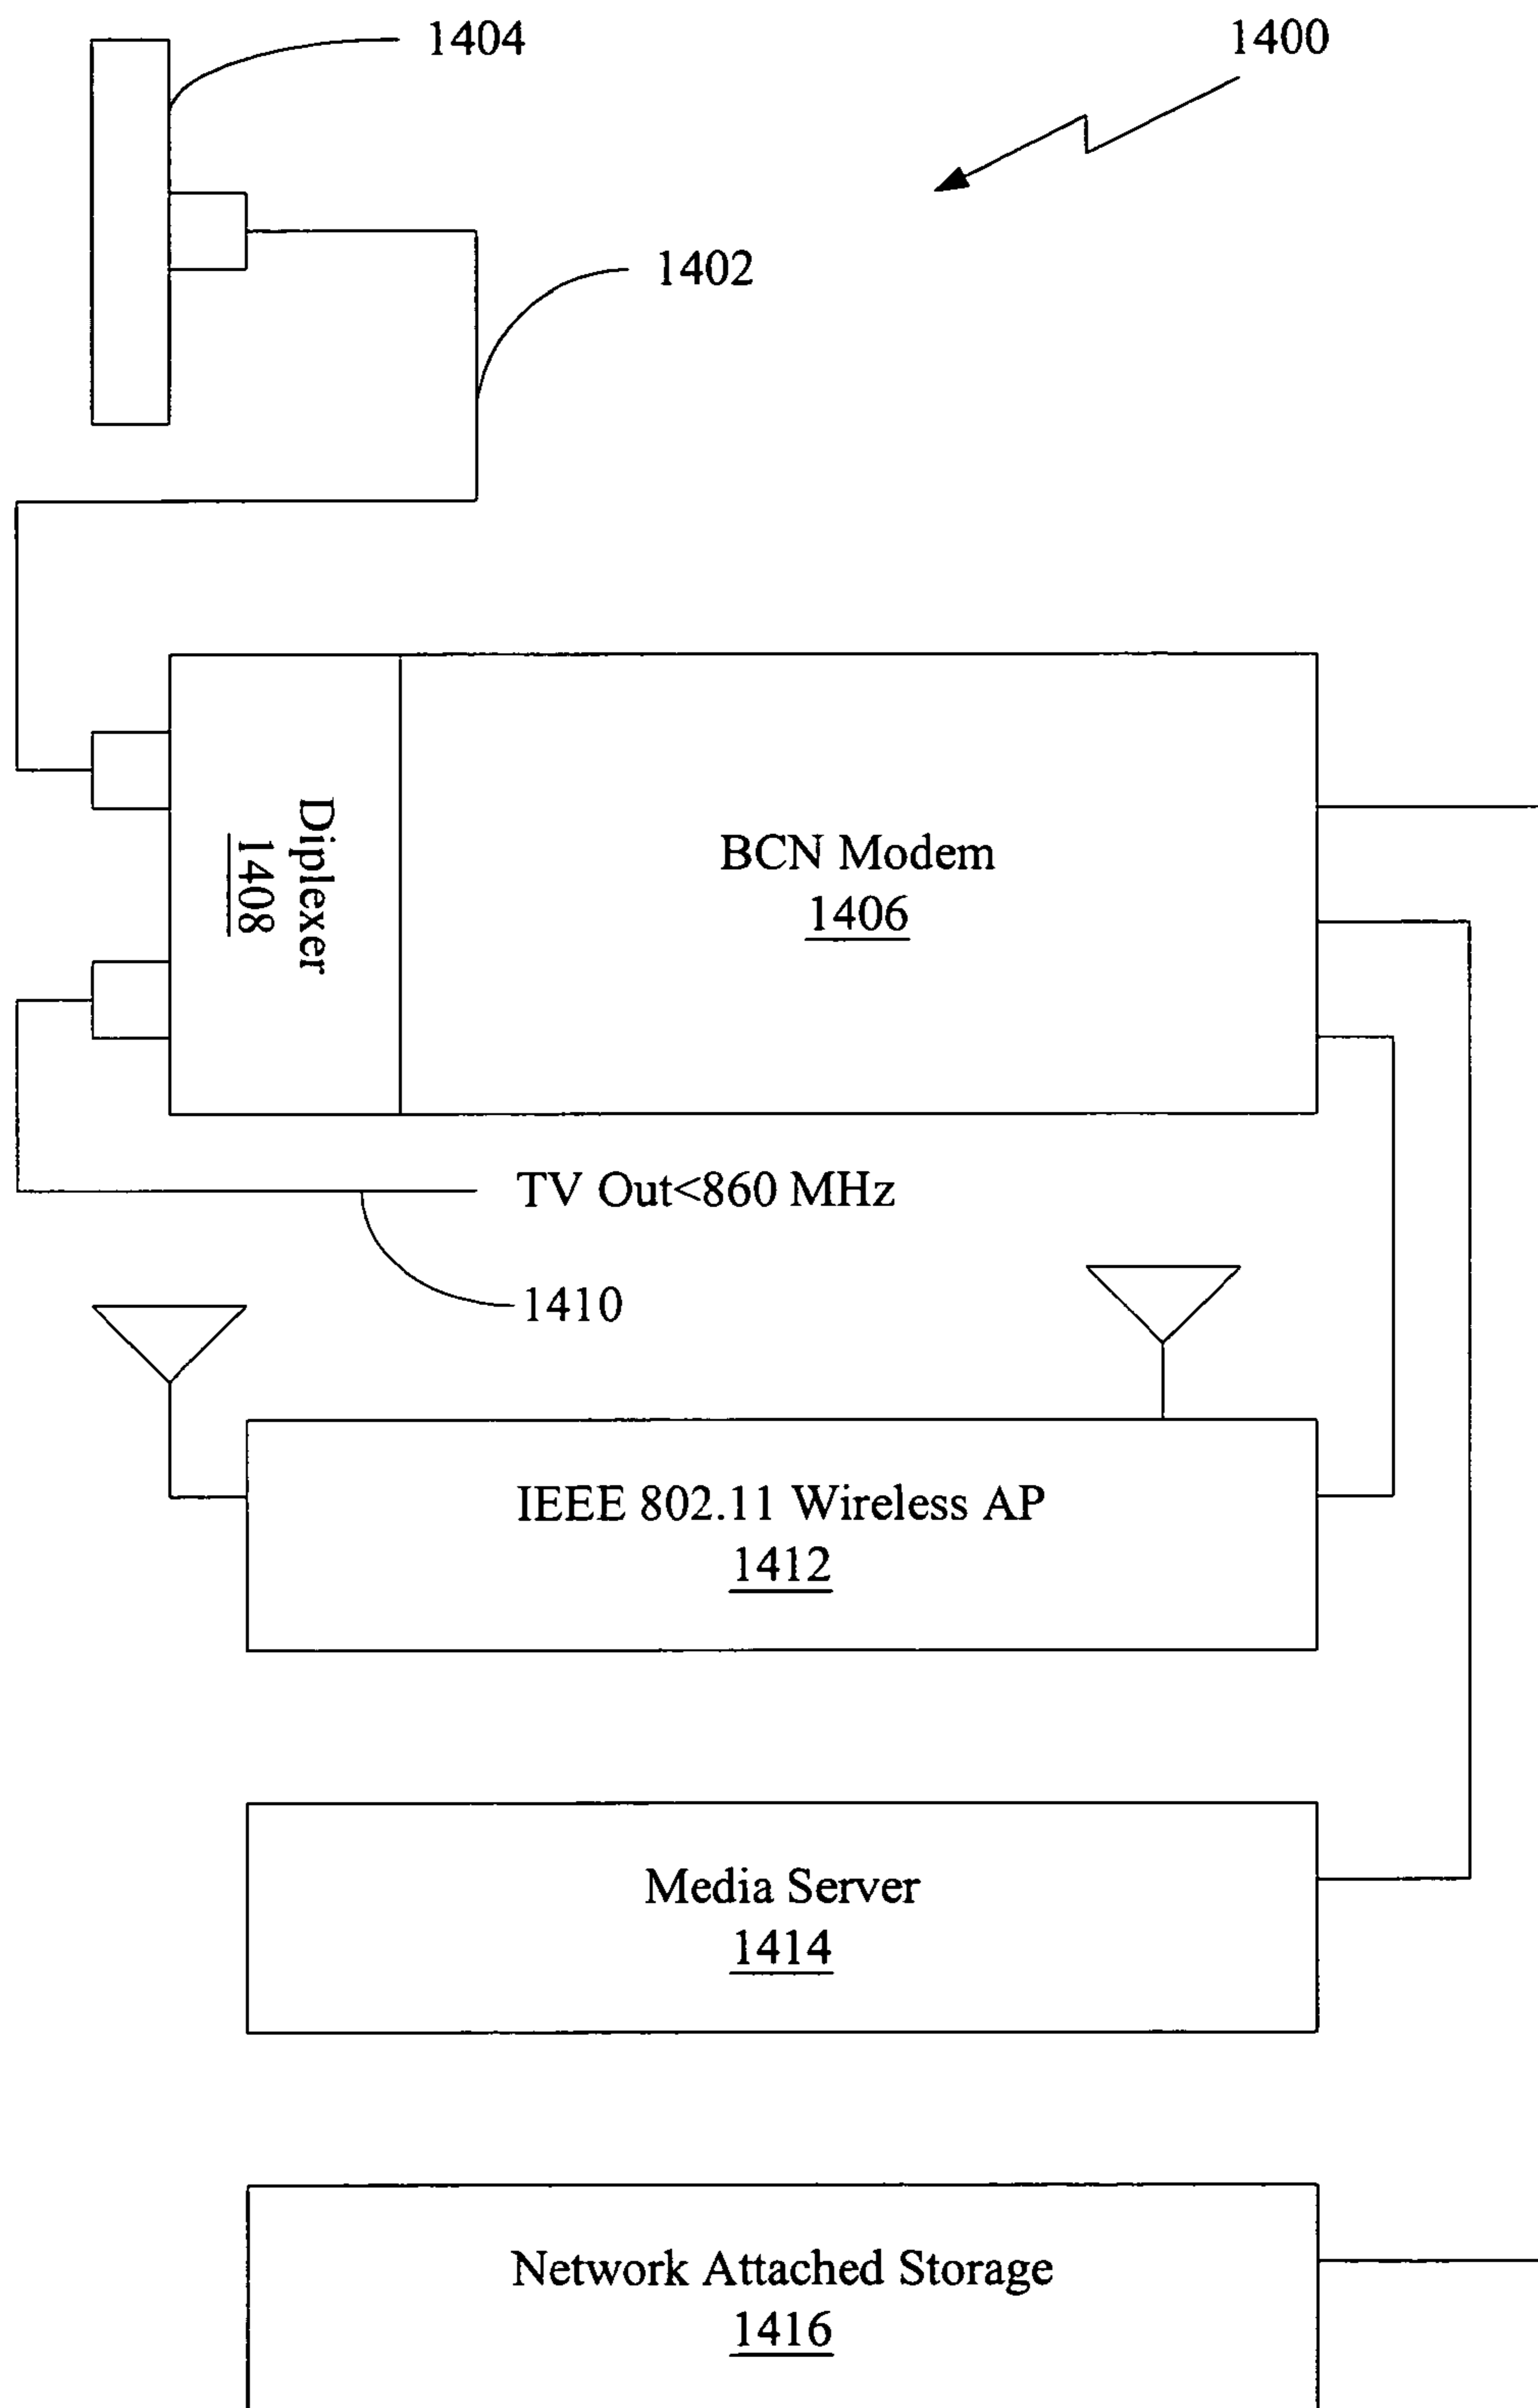 1404
1400
1402
Diplexer
1408
BCN Modem
1406
TV Out<860 MHz
1410
IEEE 802.11 Wireless AP
1412
Media Server
1414
Network Attached Storage
1416